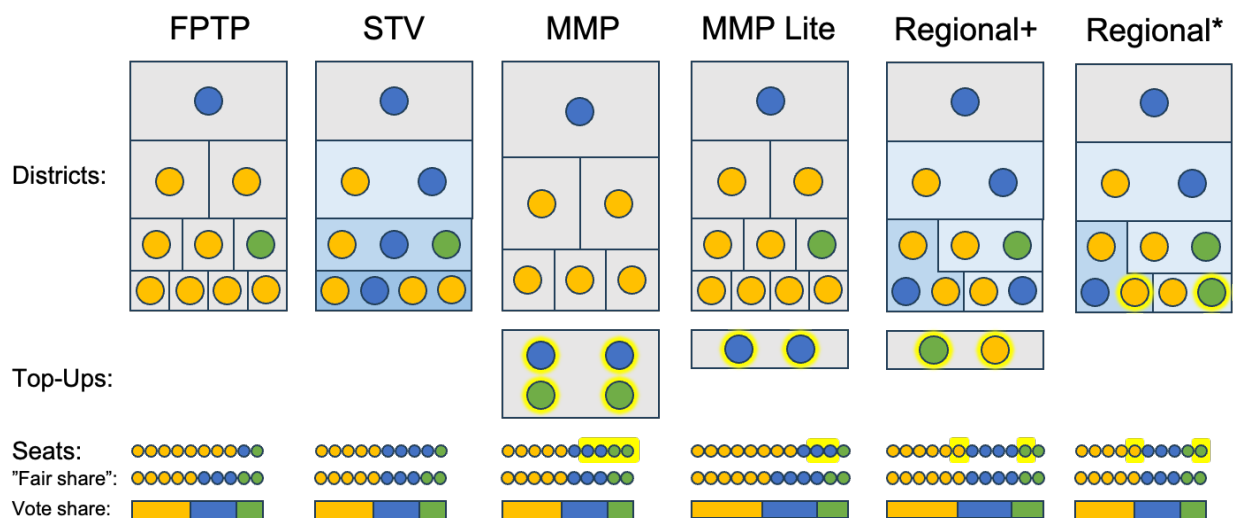 FPTP STV MMP MMP Lite Regional+ Regional*
Districts:
Top-Ups:
Seats:
”Fair share”:
Vote share: